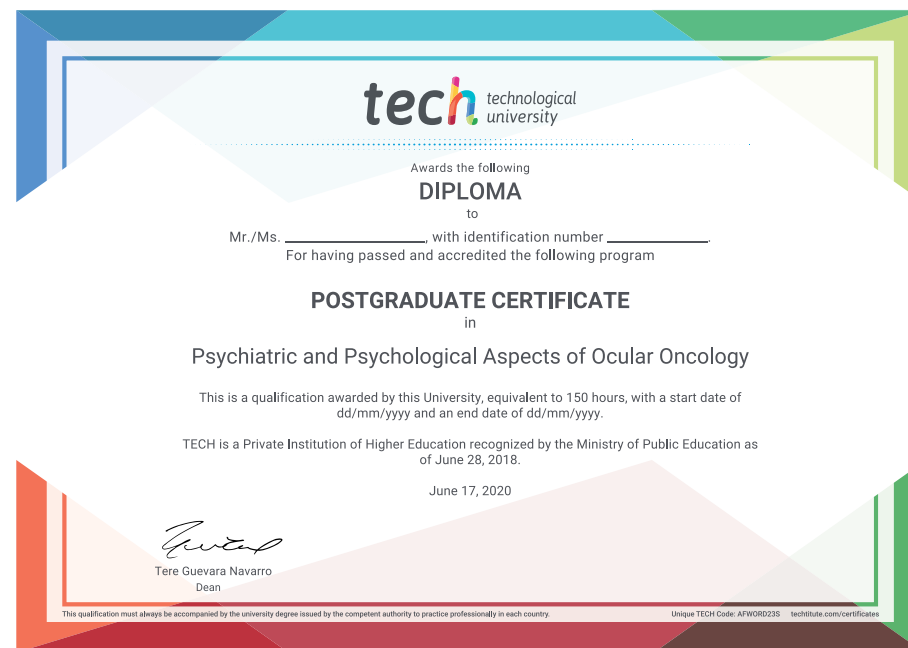 tech technological
university
Awards the following
DIPLOMA
to
Mr./Ms. ____________________, with identification number ______________.
For having passed and accredited the following program
POSTGRADUATE CERTIFICATE
in
Psychiatric and Psychological Aspects of Ocular Oncology
This is a qualification awarded by this University, equivalent to 150 hours, with a start date of
dd/mm/yyyy and an end date of dd/mm/yyyy.
TECH is a Private Institution of Higher Education recognized by the Ministry of Public Education as
of June 28, 2018.
June 17, 2020
Tere Guevara Navarro
Dean
This qualification must always be accompanied by the university degree issued by the competent authority to practice professionally in each country.
Unique TECH Code: AFWORD23S techtitute.com/certificates